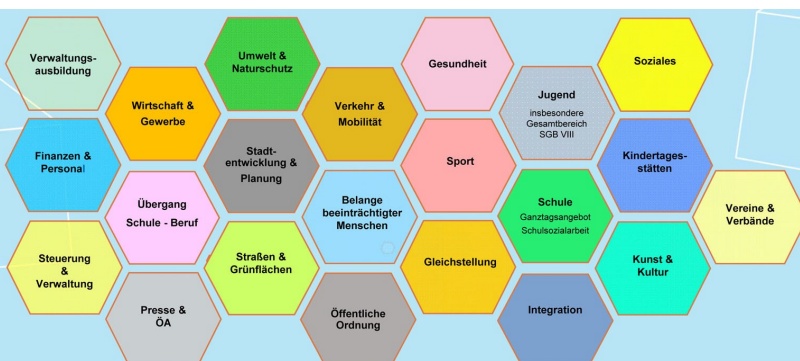 Verwaltungs-
ausbildung
Umwelt &
Naturschutz
Gesundheit
Soziales
Wirtschaft &
Gewerbe
Verkehr &
Mobilität
Jugend
insbesondere
Gesamtbereich
SGB VIII
Finanzen &
Personal
Stadt-
entwicklung &
Planung
Sport
Kindertages-
stätten
Übergang
Schule - Beruf
Belange
beeinträchtigter
Menschen
Schule
Ganztagsangebot
Schulsozialarbeit
Vereine &
Verbände
Steuerung
&
Verwaltung
Straßen &
Grünflächen
Gleichstellung
Kunst &
Kultur
Presse &
ÖA
Öffentliche
Ordnung
Integration